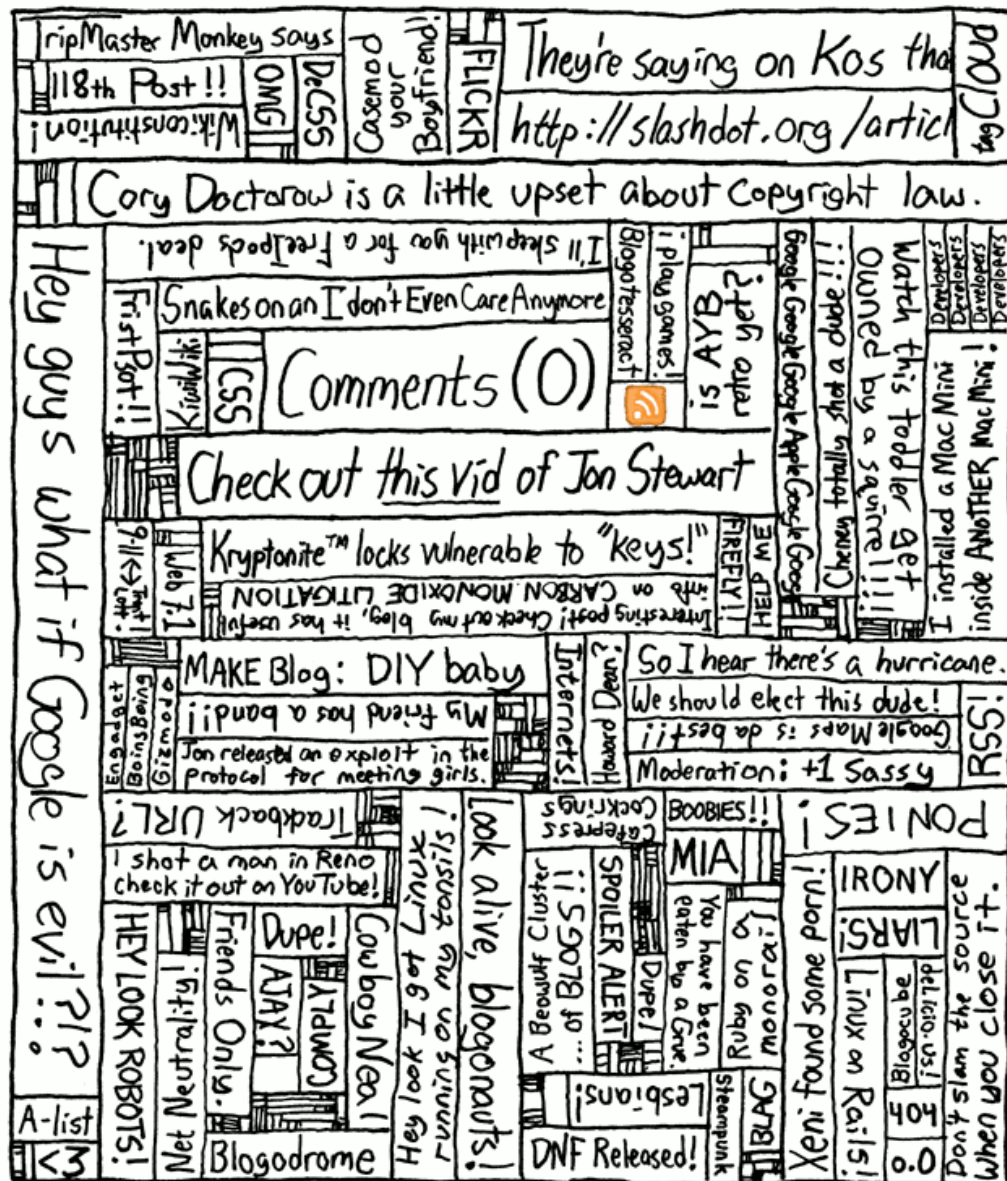 TripMaster Monkey says
118th Post!!
Wikiconstitution!
OMG
DeCSS
Casemod
your
Boyfriend!
FLICKR
They're saying on Kos tha
http://slashdot.org/articl
tag Cloud
Cory Doctorow is a little upset about copyright law.
Hey guys what if Google is evil?!?
I'll sleep with you for a FreeIpods deal.
Snakes on an I don't Even Care Anymore
Frist Psot!!
KiwiWiki
CSS
Comments (0)
Blogotesseract
i play games!
is AYB
retro yet?
Google Google Google Apple Google Google
Cheney totally shot a dude!!!
Watch this toddler get
Owned by a squirrel!!!!
Developers
Developers
Developers
Developers
I installed a Mac Mini
inside ANOTHER Mac Mini!
Check out this vid of Jon Stewart
9-11<->Trent
Lott!
Web 7.1
Kryptonite™ locks vulnerable to "keys!"
Interesting post! Check out my blog, it has useful
info on CARBON MONOXIDE LITIGATION
FIREFLY!!
HELP ME
Engadget
Boing Boing
Gizmodo
MAKE Blog: DIY baby
My friend has a band!!
Jon released an exploit in the
protocol for meeting girls.
Internets!
Howard Dean?
So I hear there's a hurricane.
We should elect this dude!
Google Maps is da best!!!
Moderation: +1 Sassy
RSS!
Trackback URL?
I shot a man in Reno
check it out on YouTube!
HEY LOOK ROBOTS!
Net Neutrality!
Friends Only.
Dupe!
AJAX?
COMPLY
CowboyNeal
Blogodrome
Hey look I got Linux
running on my tonsils!
Look alive, blogonauts!
Cafepress
Cockrings
A Beowulf Cluster
... of BLOGS!!
SPOILER ALERT
Dupe!
BOOBIES!!
MIA
You have been
eaten by a Grue.
Ruby on a
monorail
Lesbians!
DNF Released!
Steampunk
BLAG
PONIES!
Xeni found some porn!
IRONY
LIARS!
Linux on Rails!
Blogocube
del.icio.us
404
o.O
Don't slam the source
When you close it.
A-list
<3